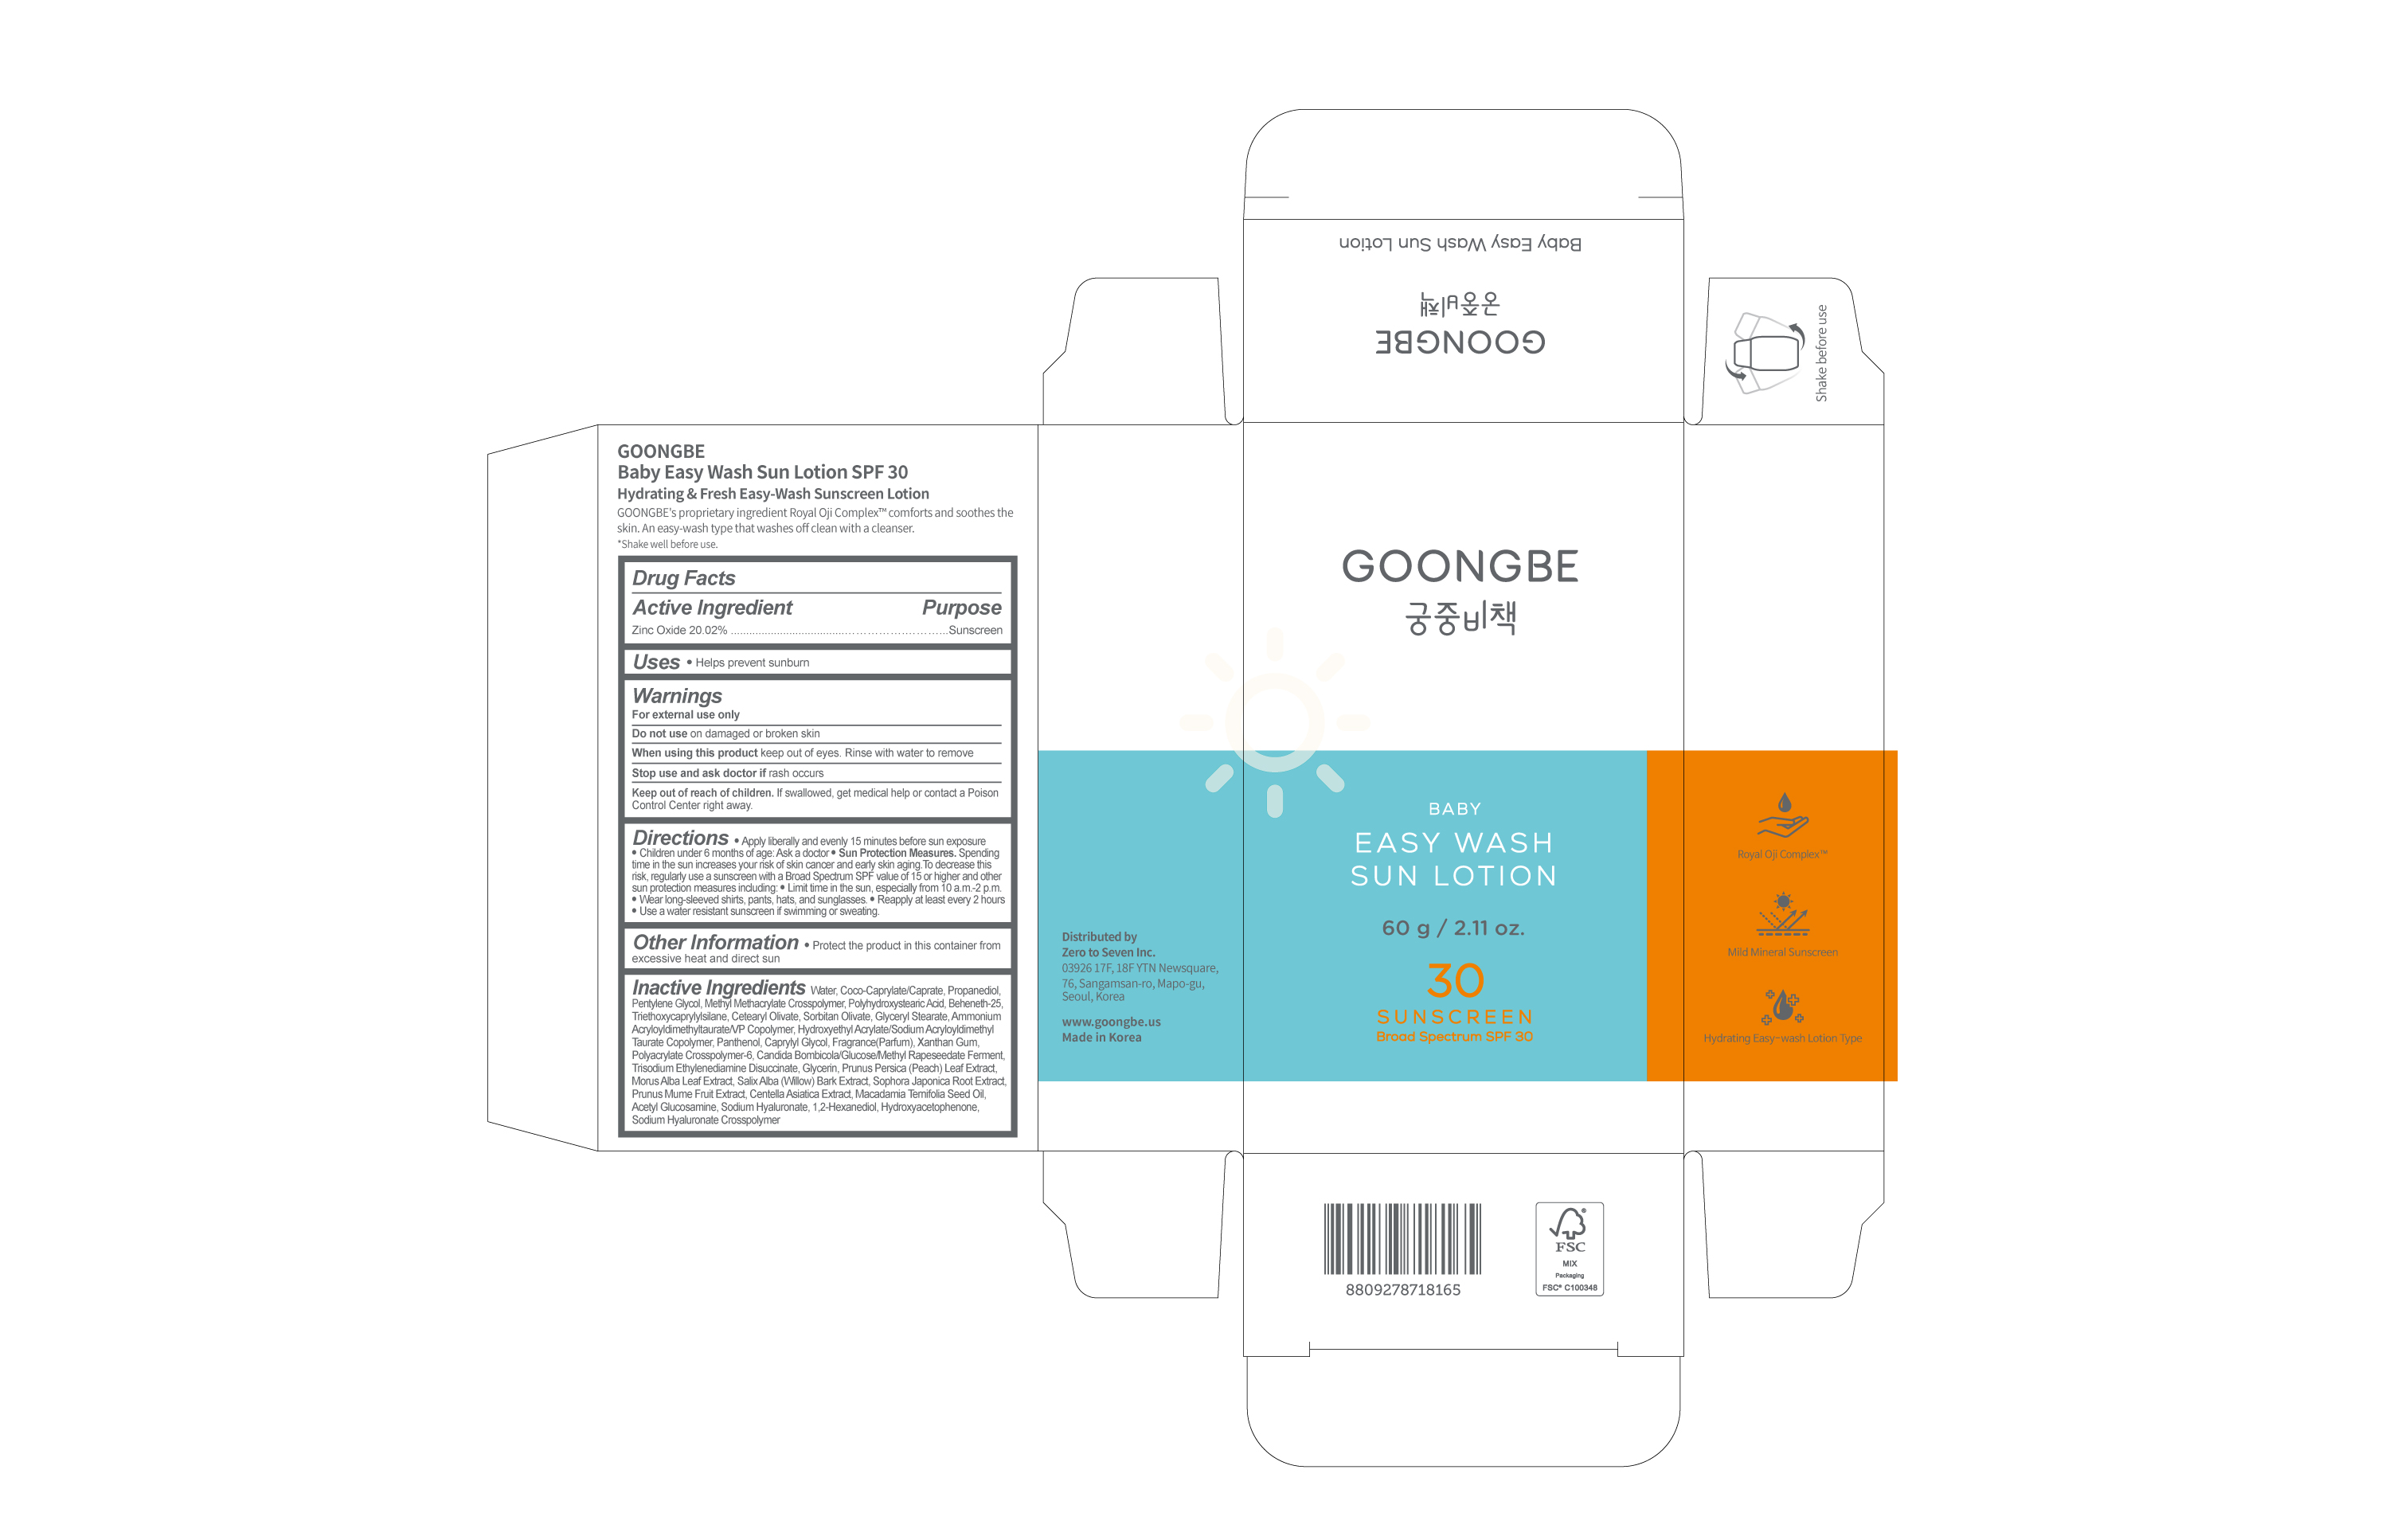 Baby Easy Wash Sun Lotion
궁중비책
GOONGBE
Shake before use
GOONGBE
Baby Easy Wash Sun Lotion SPF 30
Hydrating & Fresh Easy-Wash Sunscreen Lotion
GOONGBE's proprietary ingredient Royal Oji Complex™ comforts and soothes the
skin. An easy-wash type that washes off clean with a cleanser.
*Shake well before use.
Drug Facts
Active Ingredient Purpose
Zinc Oxide 20.02% ............................................................Sunscreen
Uses • Helps prevent sunburn
Warnings
For external use only
Do not use on damaged or broken skin
When using this product keep out of eyes. Rinse with water to remove
Stop use and ask doctor if rash occurs
Keep out of reach of children. If swallowed, get medical help or contact a Poison
Control Center right away.
Directions • Apply liberally and evenly 15 minutes before sun exposure
• Children under 6 months of age: Ask a doctor • Sun Protection Measures. Spending
time in the sun increases your risk of skin cancer and early skin aging.To decrease this
risk, regularly use a sunscreen with a Broad Spectrum SPF value of 15 or higher and other
sun protection measures including: • Limit time in the sun, especially from 10 a.m.-2 p.m.
• Wear long-sleeved shirts, pants, hats, and sunglasses. • Reapply at least every 2 hours
• Use a water resistant sunscreen if swimming or sweating.
Other Information • Protect the product in this container from
excessive heat and direct sun
Inactive Ingredients Water, Coco-Caprylate/Caprate, Propanediol,
Pentylene Glycol, Methyl Methacrylate Crosspolymer, Polyhydroxystearic Acid, Beheneth-25,
Triethoxycaprylylsilane, Cetearyl Olivate, Sorbitan Olivate, Glyceryl Stearate, Ammonium
Acryloyldimethyltaurate/VP Copolymer, Hydroxyethyl Acrylate/Sodium Acryloyldimethyl
Taurate Copolymer, Panthenol, Caprylyl Glycol, Fragrance(Parfum), Xanthan Gum,
Polyacrylate Crosspolymer-6, Candida Bombicola/Glucose/Methyl Rapeseedate Ferment,
Trisodium Ethylenediamine Disuccinate, Glycerin, Prunus Persica (Peach) Leaf Extract,
Morus Alba Leaf Extract, Salix Alba (Willow) Bark Extract, Sophora Japonica Root Extract,
Prunus Mume Fruit Extract, Centella Asiatica Extract, Macadamia Ternifolia Seed Oil,
Acetyl Glucosamine, Sodium Hyaluronate, 1,2-Hexanediol, Hydroxyacetophenone,
Sodium Hyaluronate Crosspolymer
Distributed by
Zero to Seven Inc.
03926 17F, 18F YTN Newsquare,
76, Sangamsan-ro, Mapo-gu,
Seoul, Korea
www.goongbe.us
Made in Korea
GOONGBE
궁중비책
BABY
EASY WASH
SUN LOTION
60 g / 2.11 oz.
30
SUNSCREEN
Broad Spectrum SPF 30
Royal Oji Complex™
Mild Mineral Sunscreen
Hydrating Easy-wash Lotion Type
8809278718165
®
FSC
MIX
Packaging
FSC® C100348